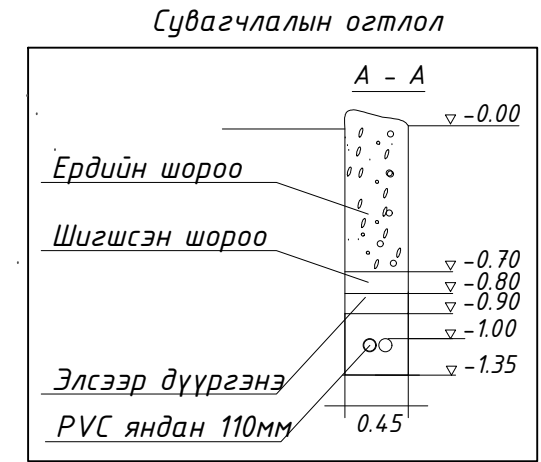 Сувагчлалын огтлол
А - А
-0.00
Ердийн шороо
Шигшсэн шороо
-0.70
-0.80
-0.90
-1.00
-1.35
Элсээр дүүргэнэ
PVC яндан 110мм
0.45